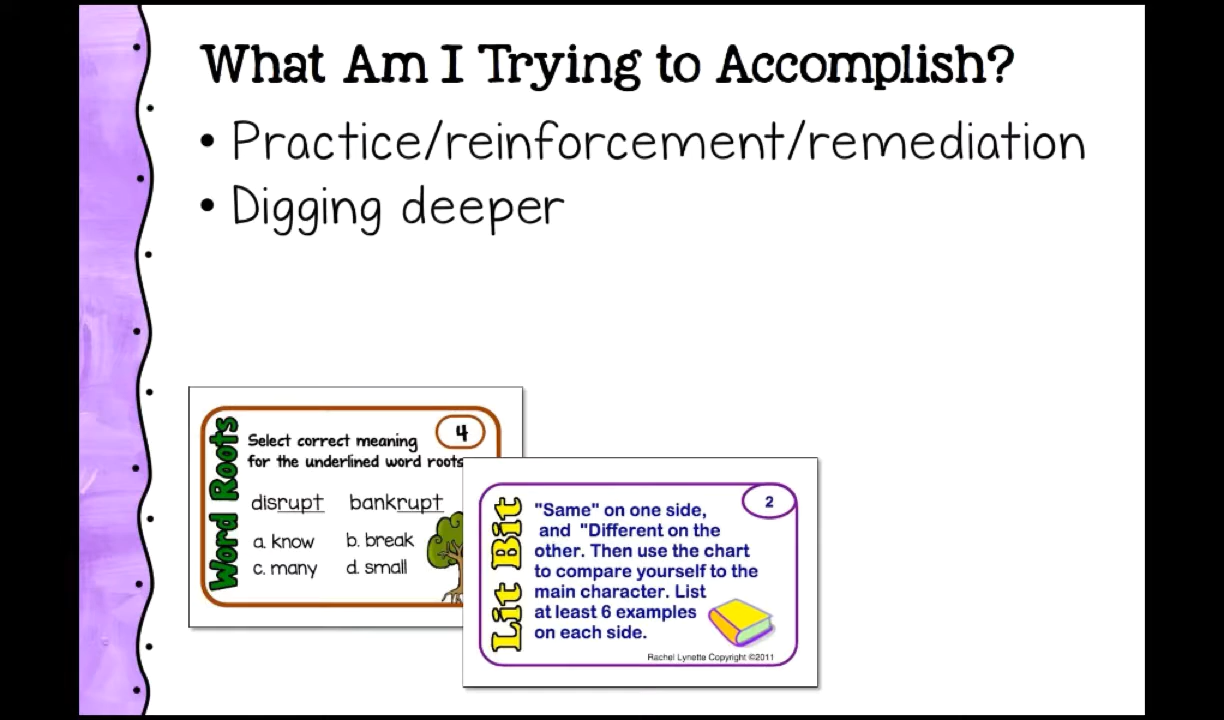 What Am I Trying to Accomplish?
• Practice/reinforcement/remediation
• Digging deeper
Word Roots
4
Select correct meaning
for the underlined word roots
disrupt bankrupt
a. know b. break
c. many d. small
Lit Bit
2
"Same" on one side,
and "Different on the
other. Then use the chart
to compare yourself to the
main character. List
at least 6 examples
on each side.
Rachel Lynette Copyright ©2011